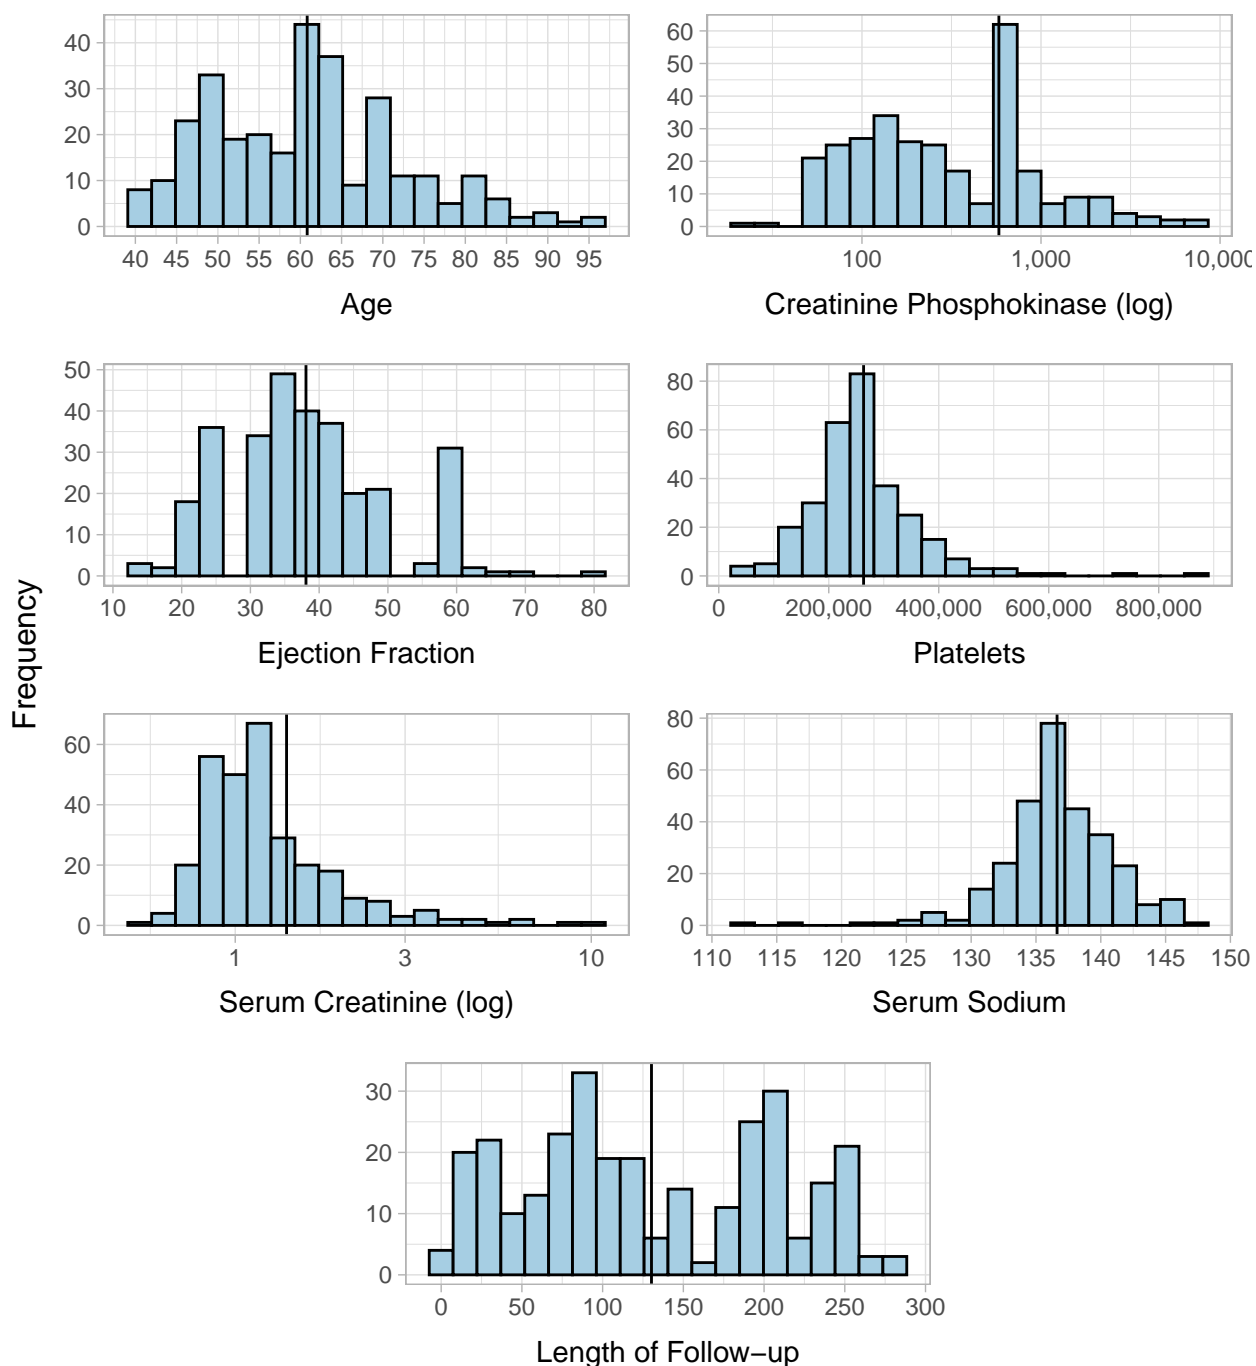 40
30
20
10
0
40 45 50 55 60 65 70 75 80 85 90 95
Age
60
50
40
30
20
10
0
100 1,000 10,000
Creatinine Phosphokinase (log)
50
40
30
20
10
0
10 20 30 40 50 60 70 80
Ejection Fraction
80
60
40
20
0
0 200,000 400,000 600,000 800,000
Platelets
Frequency
60
40
20
0
1 3 10
Serum Creatinine (log)
80
60
40
20
0
110 115 120 125 130 135 140 145 150
Serum Sodium
30
20
10
0
0 50 100 150 200 250 300
Length of Follow−up